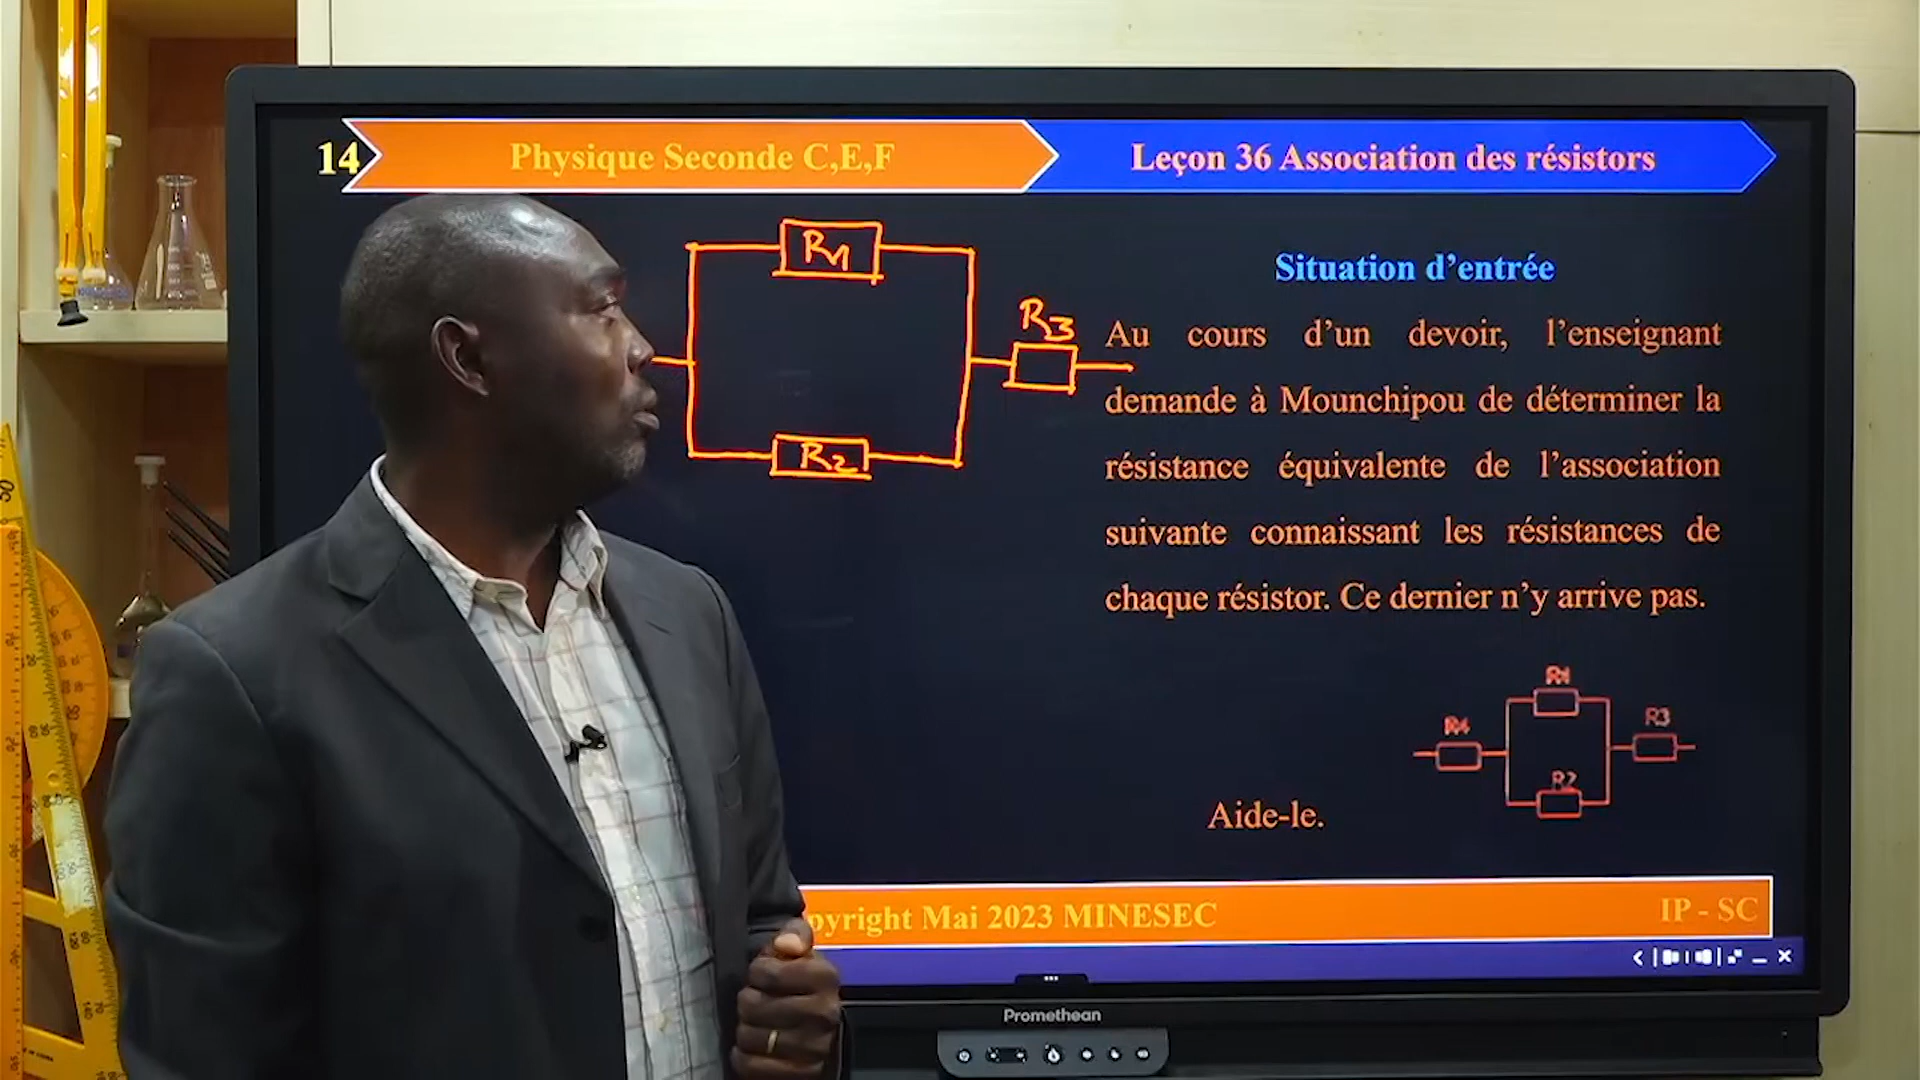 14
Physique Seconde C,E,F
Leçon 36 Association des résistors
R1
R3
R2
Situation d’entrée
Au cours d’un devoir, l’enseignant
demande à Mounchipou de déterminer la
résistance équivalente de l’association
suivante connaissant les résistances de
chaque résistor. Ce dernier n’y arrive pas.
R1
R4
R3
R2
Aide-le.
pyright Mai 2023 MINESEC
IP - SC
Promethean